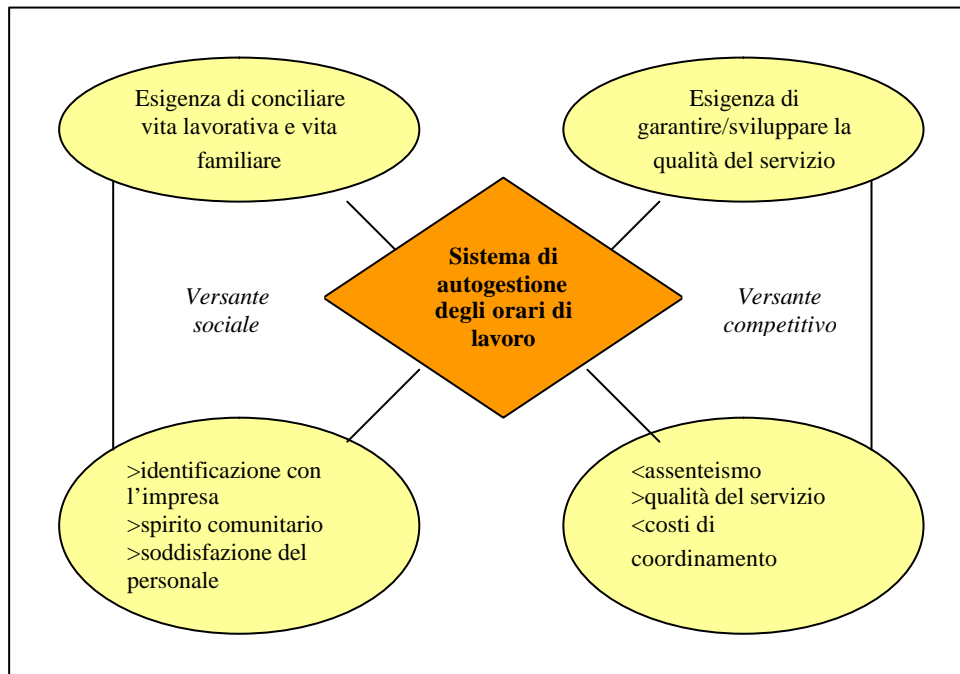 Esigenza di conciliare
vita lavorativa e vita
familiare
Esigenza di
garantire/sviluppare la
qualità del servizio
Sistema di
autogestione
degli orari di
lavoro
Versante
sociale
Versante
competitivo
>identificazione con
l’impresa
>spirito comunitario
>soddisfazione del
personale
<assenteismo
>qualità del servizio
<costi di
coordinamento